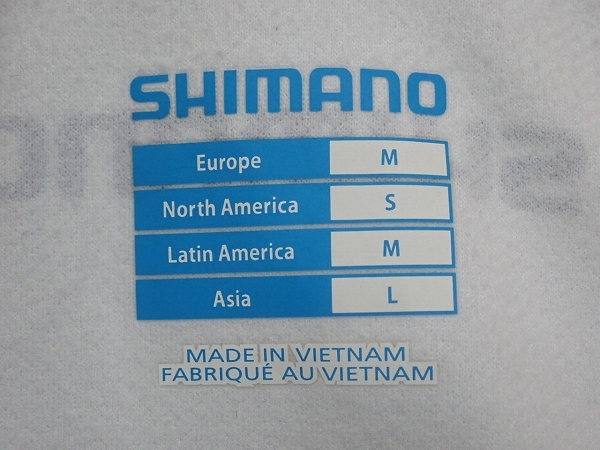 SHIMANO
Europe M
North America S
Latin America M
Asia L
MADE IN VIETNAM
FABRIQUÉ AU VIETNAM